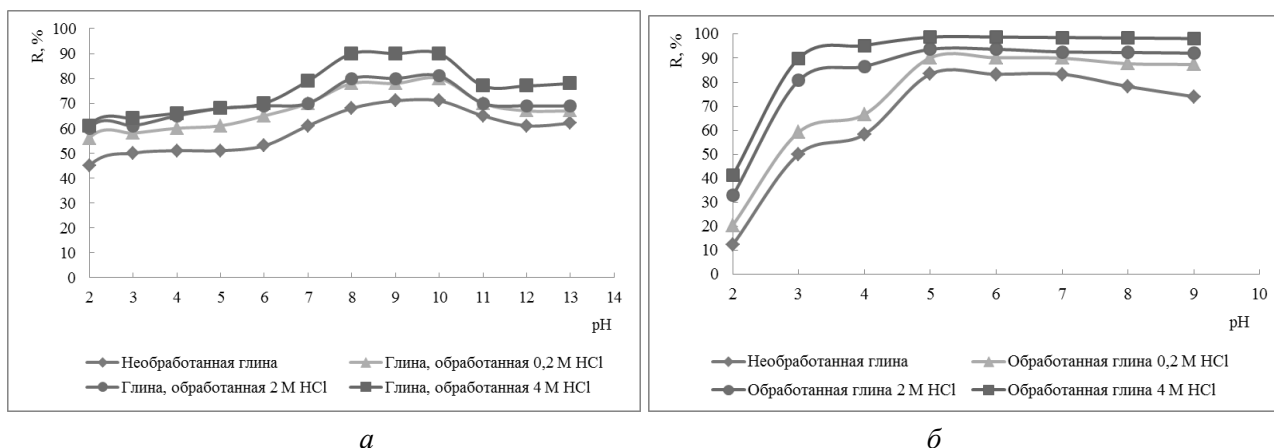 R, %
100
90
80
70
60
50
40
30
20
10
0
2 3 4 5 6 7 8 9 10 11 12 13 14
pH
Необработанная глина
Глина, обработанная 0,2 М HCl
Глина, обработанная 2 М HCl
Глина, обработанная 4 М HCl
а
R, %
100
90
80
70
60
50
40
30
20
10
0
2 3 4 5 6 7 8 9 10
pH
Необработанная глина
Обработанная глина 0,2 М HCl
Обработанная глина 2 М HCl
Обработанная глина 4 М HCl
б